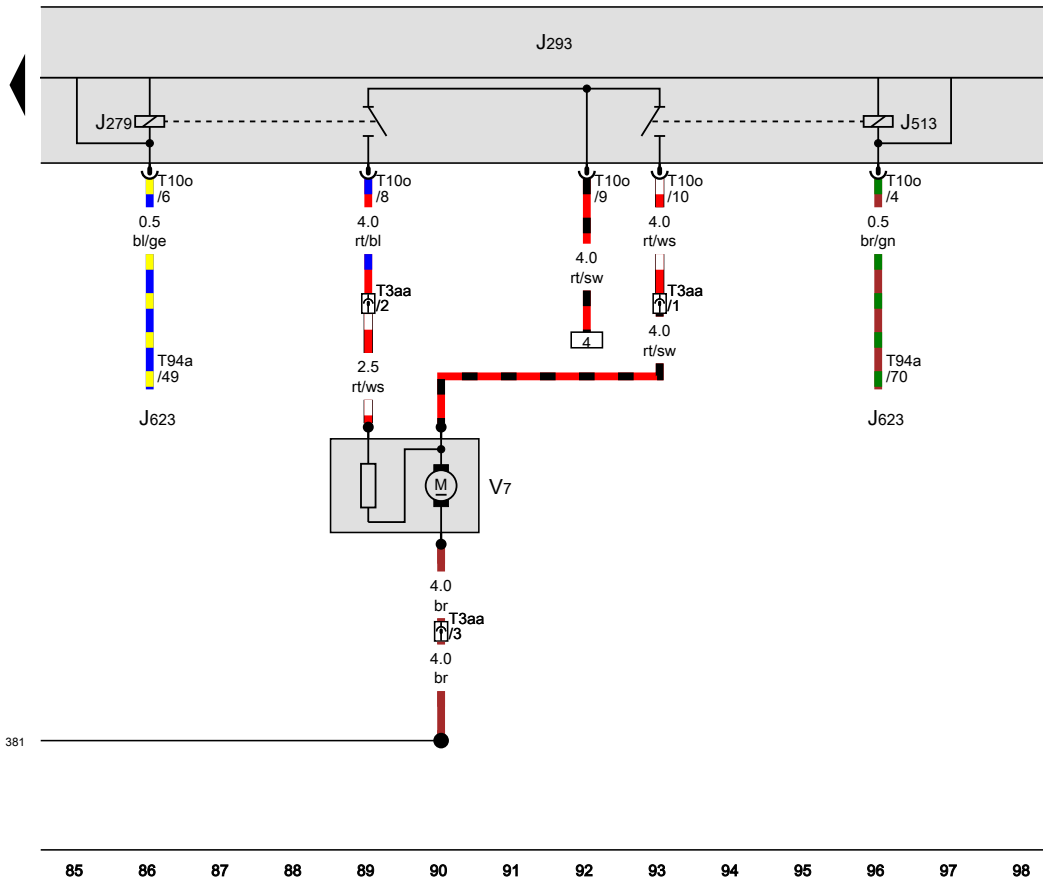 J293
J279
J513
T10o
/6
T10o
/8
T10o
/9
T10o
/10
T10o
/4
0.5
bl/ge
4.0
rt/bl
4.0
rt/sw
4.0
rt/ws
0.5
br/gn
T3aa
/2
T3aa
/1
4
4.0
rt/sw
T94a
/49
2.5
rt/ws
T94a
/70
J623
J623
M
V7
4.0
br
T3aa
/3
4.0
br
381
85 86 87 88 89 90 91 92 93 94 95 96 97 98